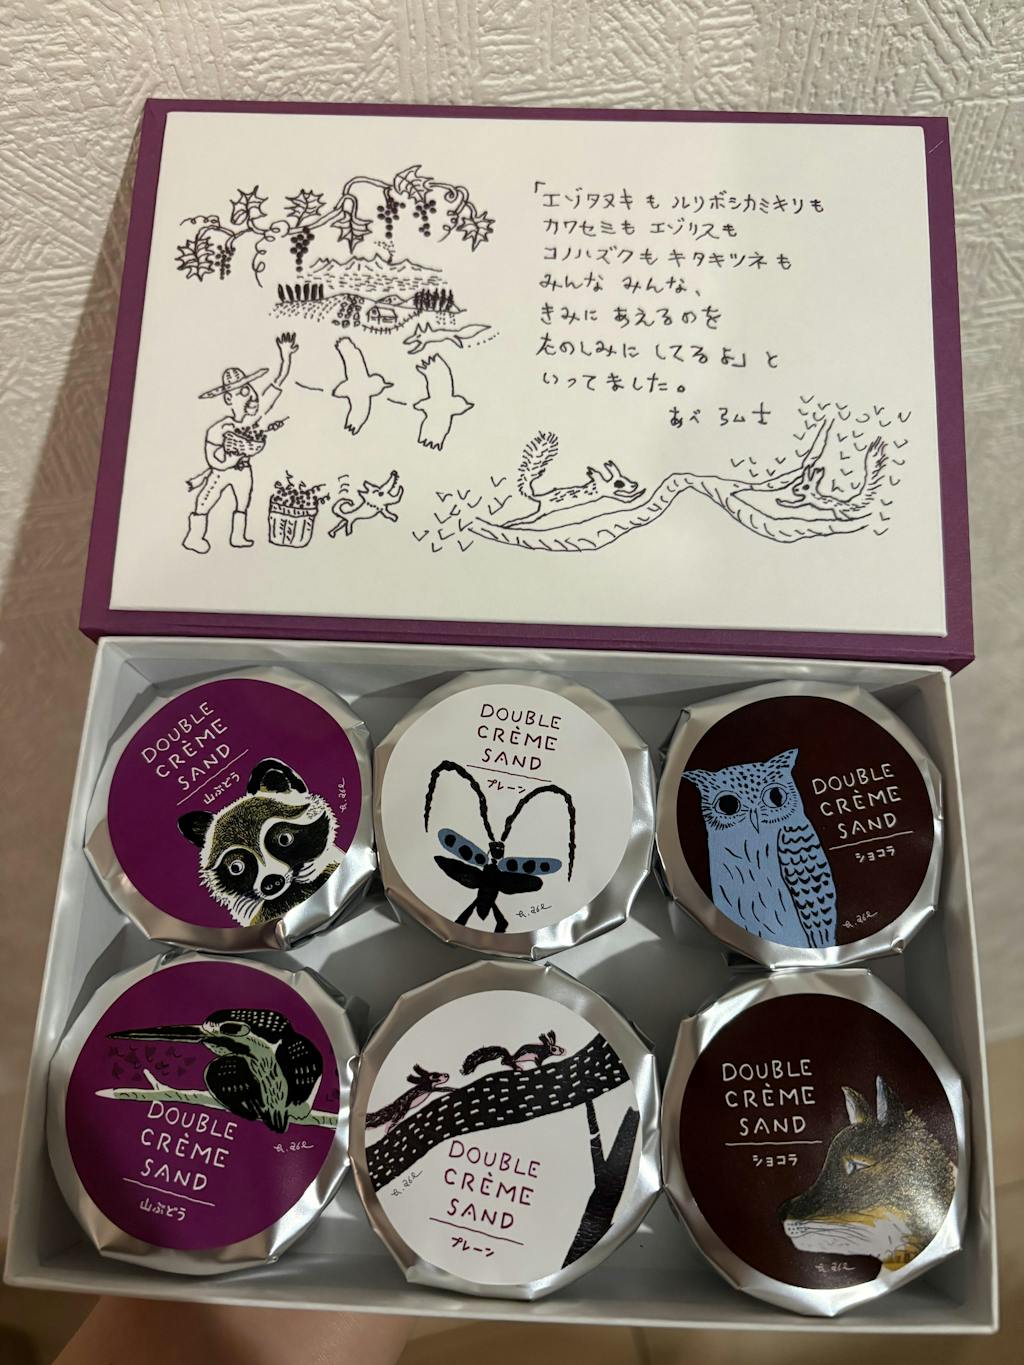 「エゾタヌキも ルリボシカミキリも
カワセミも エゾリスも
コノハズクも キタキツネも
みんな みんな、
きみに あえるのを
たのしみに してるよ」と
いってました。
あべ 弘士
DOUBLE
CRÈME
SAND
山ぶどう
DOUBLE
CRÈME
SAND
プレーン
DOUBLE
CRÈME
SAND
ショコラ
DOUBLE
CRÈME
SAND
山ぶどう
DOUBLE
CRÈME
SAND
プレーン
DOUBLE
CRÈME
SAND
ショコラ